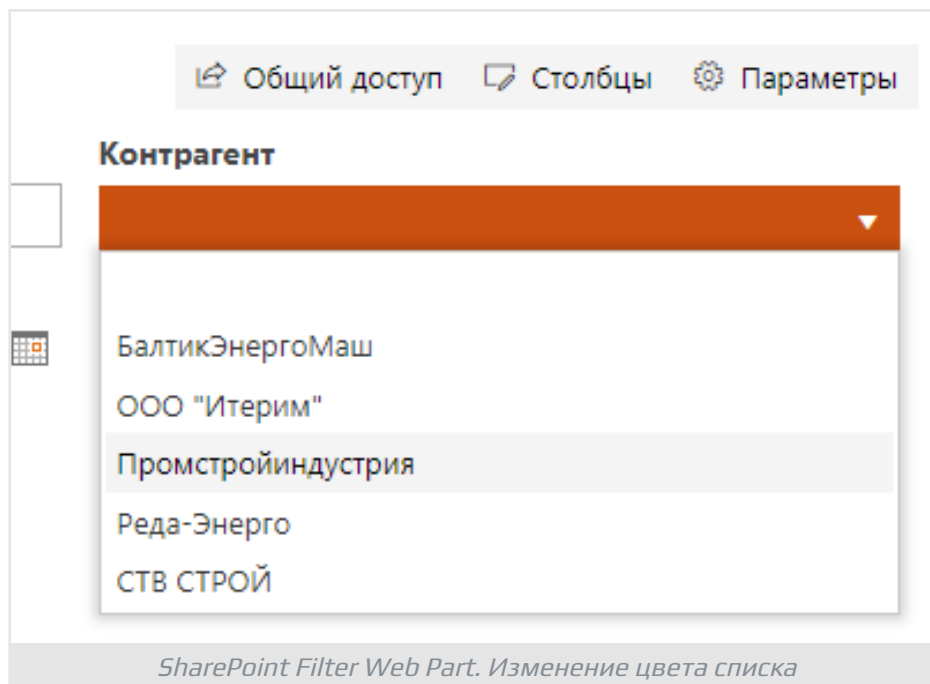 Общий доступ Столбцы Параметры
Контрагент
БалтикЭнергоМаш
ООО "Итерим"
Промстройиндустрия
Реда-Энерго
СТВ СТРОЙ
SharePoint Filter Web Part. Изменение цвета списка